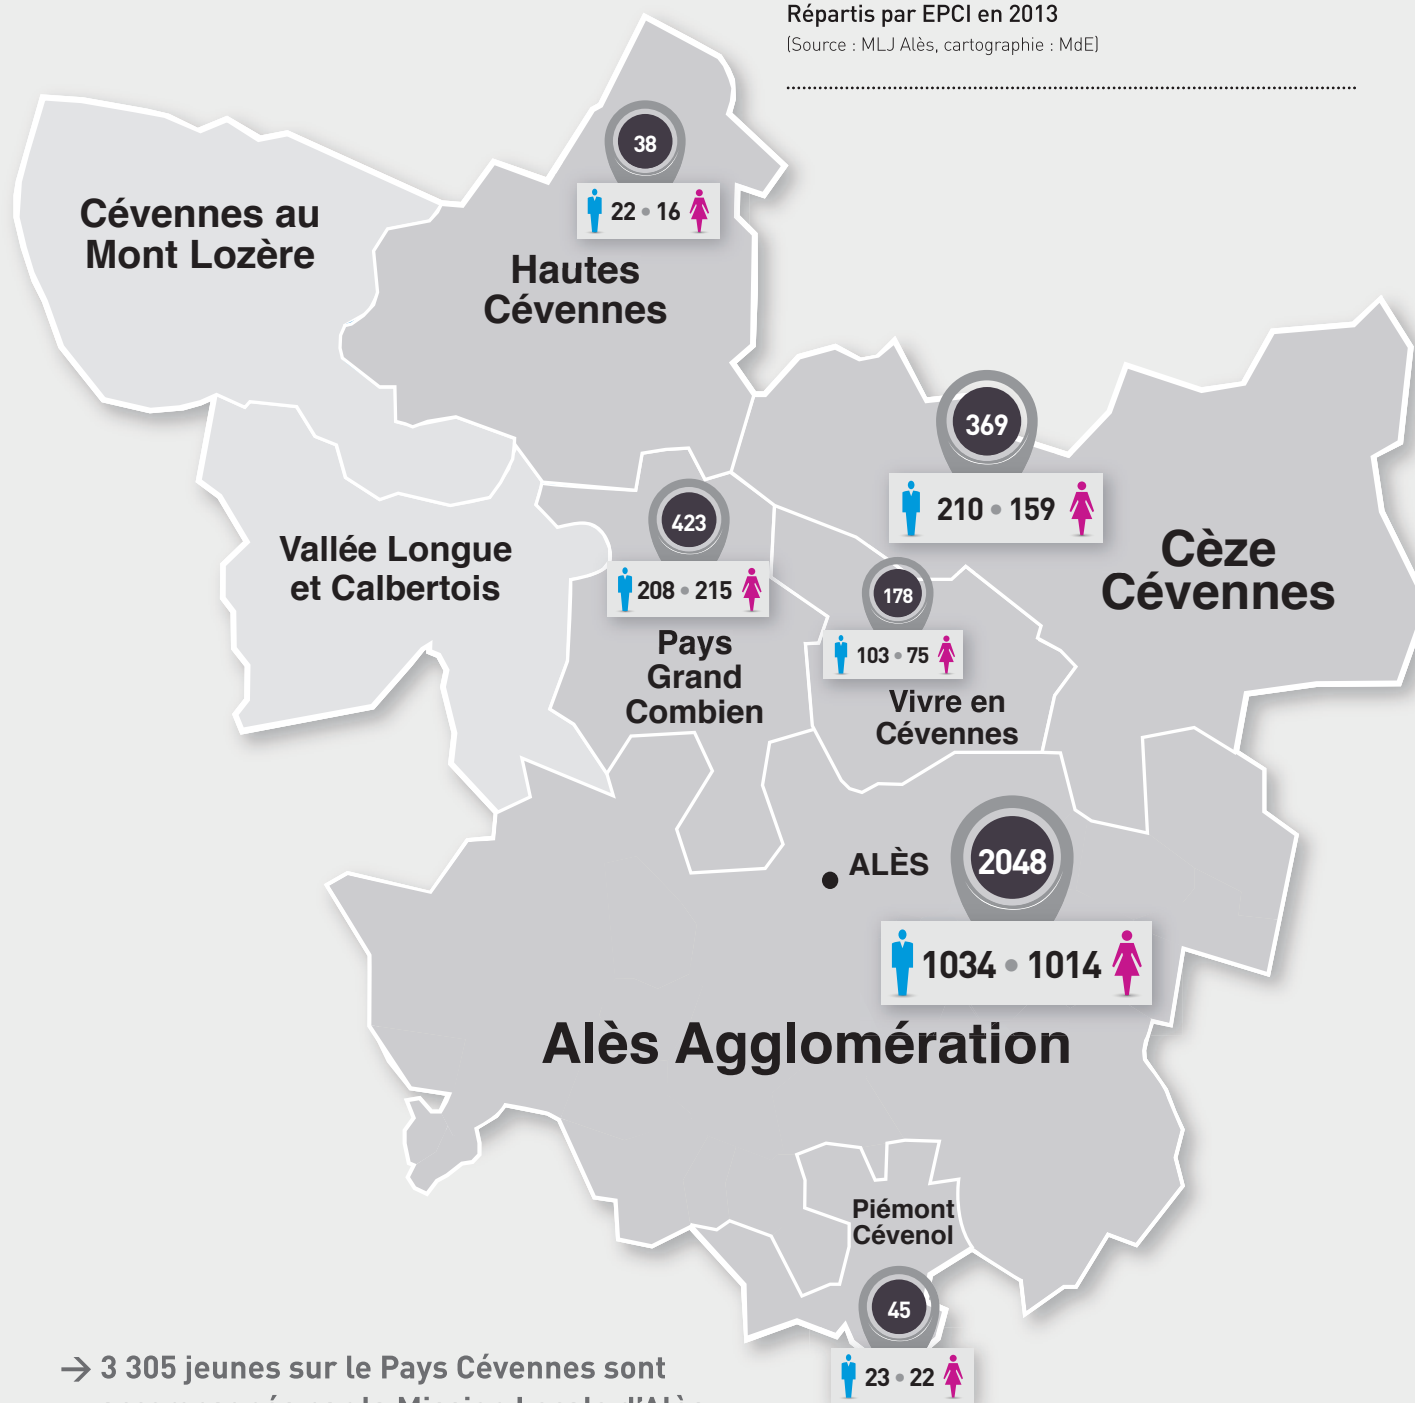 Répartis par EPCI en 2013
(Source : MLJ Alès, cartographie : MdE)
38
22 • 16
Cévennes au
Mont Lozère
Hautes
Cévennes
369
210 • 159
423
208 • 215
Cèze
Cévennes
Vallée Longue
et Calbertois
178
103 • 75
Pays
Grand
Combien
Vivre en
Cévennes
ALÈS
2048
1034 • 1014
Alès Agglomération
Piémont
Cévenol
45
23 • 22
→ 3 305 jeunes sur le Pays Cévennes sont